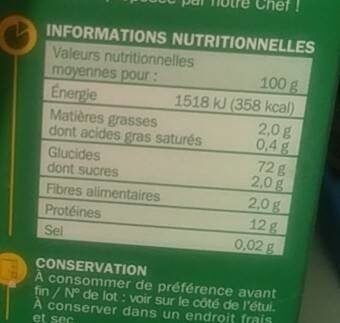 par notre Chef !
INFORMATIONS NUTRITIONNELLES
Valeurs nutritionnelles
moyennes pour : 100 g
Énergie 1518 kJ (358 kcal)
Matières grasses 2,0 g
dont acides gras saturés 0,4 g
Glucides 72 g
dont sucres 2,0 g
Fibres alimentaires 2,0 g
Protéines 12 g
Sel 0,02 g
CONSERVATION
À consommer de préférence avant
fin / N° de lot : voir sur le côté de l'étui.
À conserver dans un endroit frais
et sec